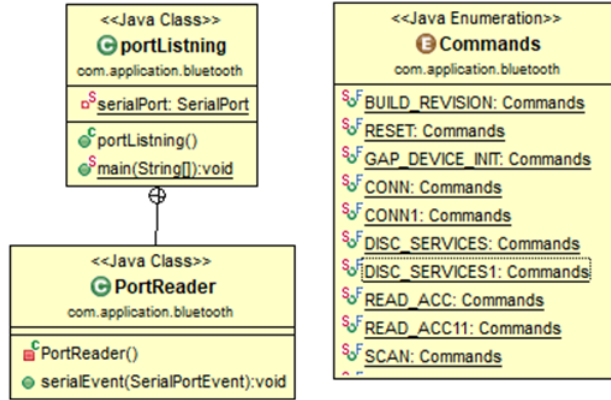 <<Java Class>>
portListning
com.application.bluetooth
serialPort: SerialPort
portListning()
main(String[]):void
<<Java Class>>
PortReader
com.application.bluetooth
PortReader()
serialEvent(SerialPortEvent):void
<<Java Enumeration>>
Commands
com.application.bluetooth
BUILD_REVISION: Commands
RESET: Commands
GAP_DEVICE_INIT: Commands
CONN: Commands
CONN1: Commands
DISC_SERVICES: Commands
DISC_SERVICES1: Commands
READ_ACC: Commands
READ_ACC11: Commands
SCAN: Commands